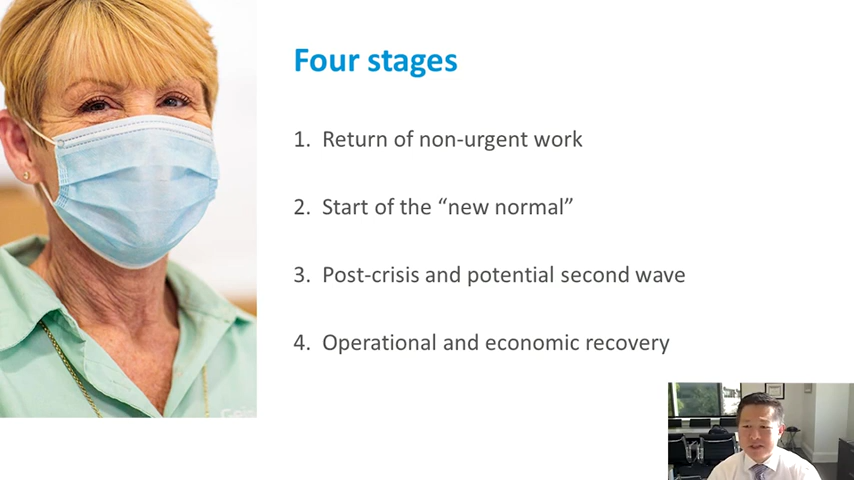 Four stages
1. Return of non-urgent work
2. Start of the “new normal”
3. Post-crisis and potential second wave
4. Operational and economic recovery